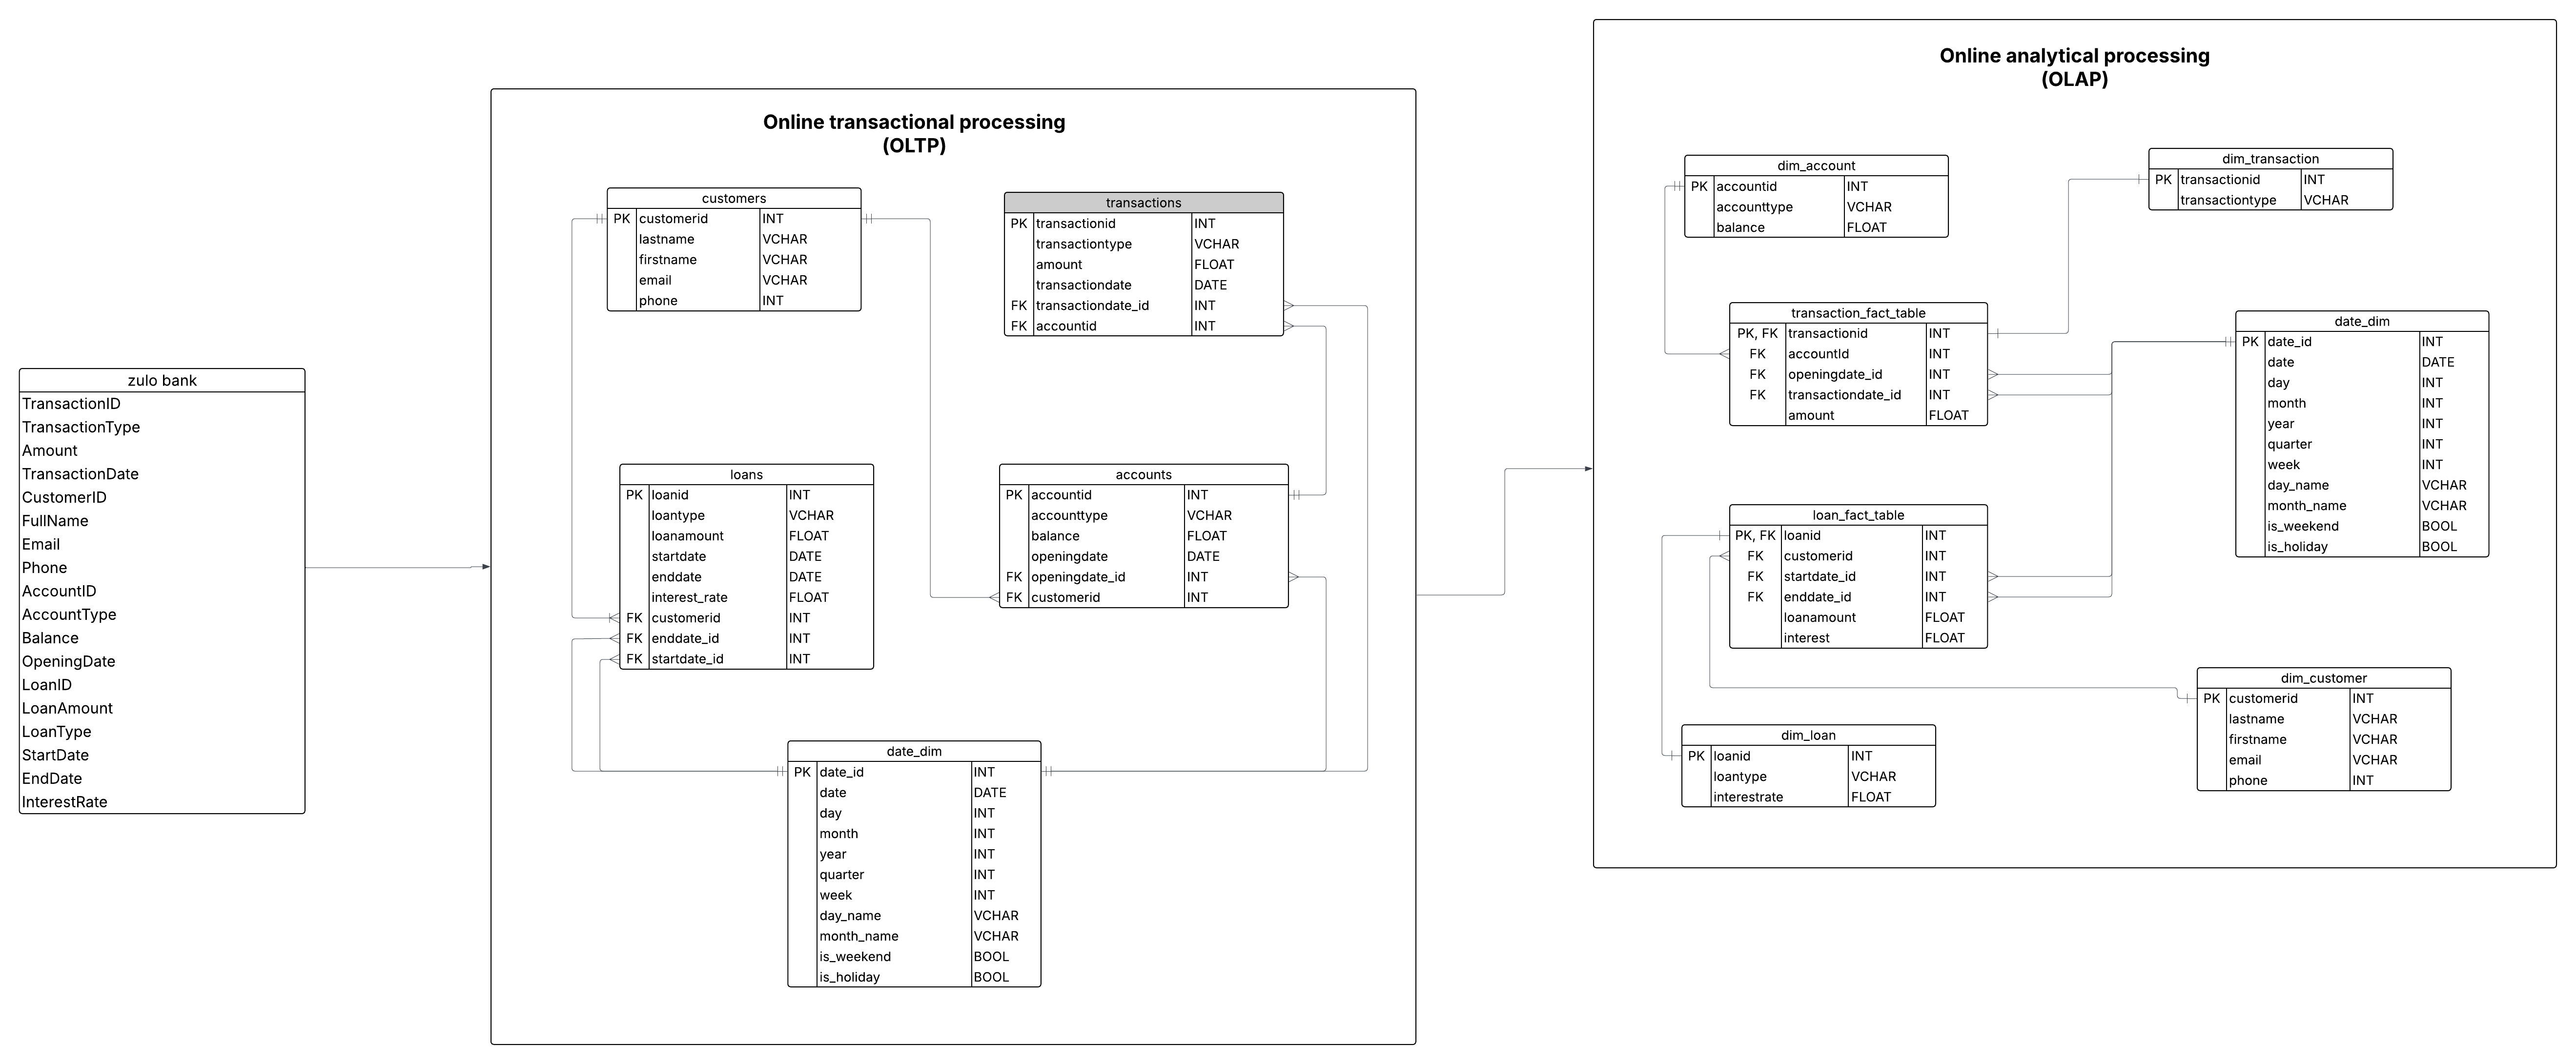 zulo bank
TransactionID
TransactionType
Amount
TransactionDate
CustomerID
FullName
Email
Phone
AccountID
AccountType
Balance
OpeningDate
LoanID
LoanAmount
LoanType
StartDate
EndDate
InterestRate
Online transactional processing
(OLTP)
customers
PK customerid INT
lastname VCHAR
firstname VCHAR
email VCHAR
phone INT
transactions
PK transactionid INT
transactiontype VCHAR
amount FLOAT
transactiondate DATE
FK transactiondate_id INT
FK accountid INT
loans
PK loanid INT
loantype VCHAR
loanamount FLOAT
startdate DATE
enddate DATE
interest_rate FLOAT
FK customerid INT
FK enddate_id INT
FK startdate_id INT
accounts
PK accountid INT
accounttype VCHAR
balance FLOAT
openingdate DATE
FK openingdate_id INT
FK customerid INT
date_dim
PK date_id INT
date DATE
day INT
month INT
year INT
quarter INT
week INT
day_name VCHAR
month_name VCHAR
is_weekend BOOL
is_holiday BOOL
Online analytical processing
(OLAP)
dim_account
PK accountid INT
accounttype VCHAR
balance FLOAT
dim_transaction
PK transactionid INT
transactiontype VCHAR
transaction_fact_table
PK, FK transactionid INT
FK accountId INT
FK openingdate_id INT
FK transactiondate_id INT
amount FLOAT
date_dim
PK date_id INT
date DATE
day INT
month INT
year INT
quarter INT
week INT
day_name VCHAR
month_name VCHAR
is_weekend BOOL
is_holiday BOOL
loan_fact_table
PK, FK loanid INT
FK customerid INT
FK startdate_id INT
FK enddate_id INT
loanamount FLOAT
interest FLOAT
dim_customer
PK customerid INT
lastname VCHAR
firstname VCHAR
email VCHAR
phone INT
dim_loan
PK loanid INT
loantype VCHAR
interestrate FLOAT